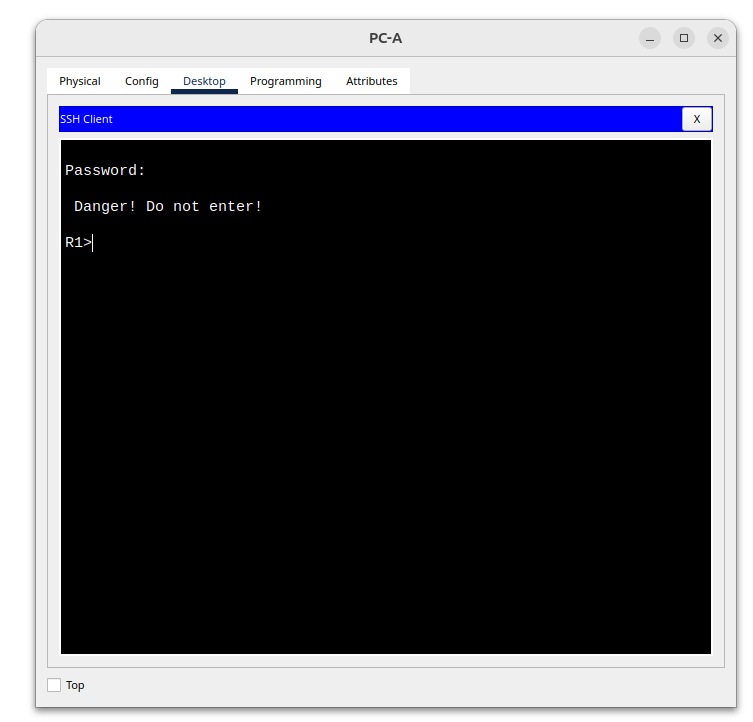 PC-A
Physical Config Desktop Programming Attributes
SSH Client X
Password:
Danger! Do not enter!
R1>
Top